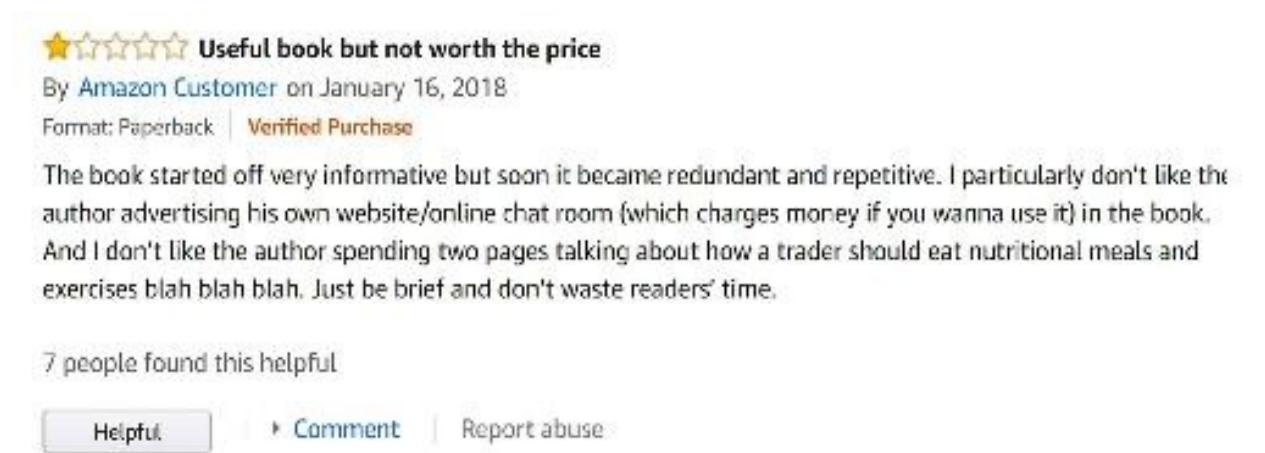 Useful book but not worth the price
By Amazon Customer on January 16, 2018
Format: Paperback Verified Purchase
The book started off very informative but soon it became redundant and repetitive. I particularly don't like the
author advertising his own website/online chat room (which charges money if you wanna use it) in the book.
And I don't like the author spending two pages talking about how a trader should eat nutritional meals and
exercises blah blah blah. Just be brief and don't waste readers' time.
7 people found this helpful
Helpful Comment Report abuse